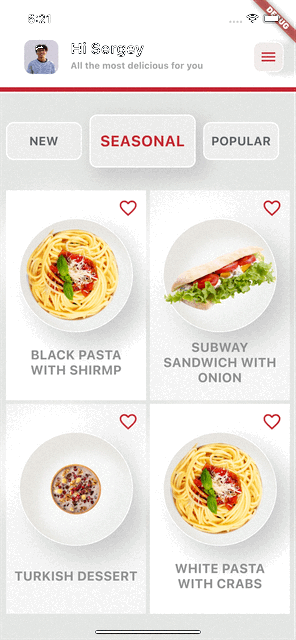 5:21
DEBUG
Hi Sergey
All the most delicious for you
NEW
SEASONAL
POPULAR
BLACK PASTA
WITH SHIRMP
SUBWAY
SANDWICH WITH
ONION
TURKISH DESSERT
WHITE PASTA
WITH CRABS